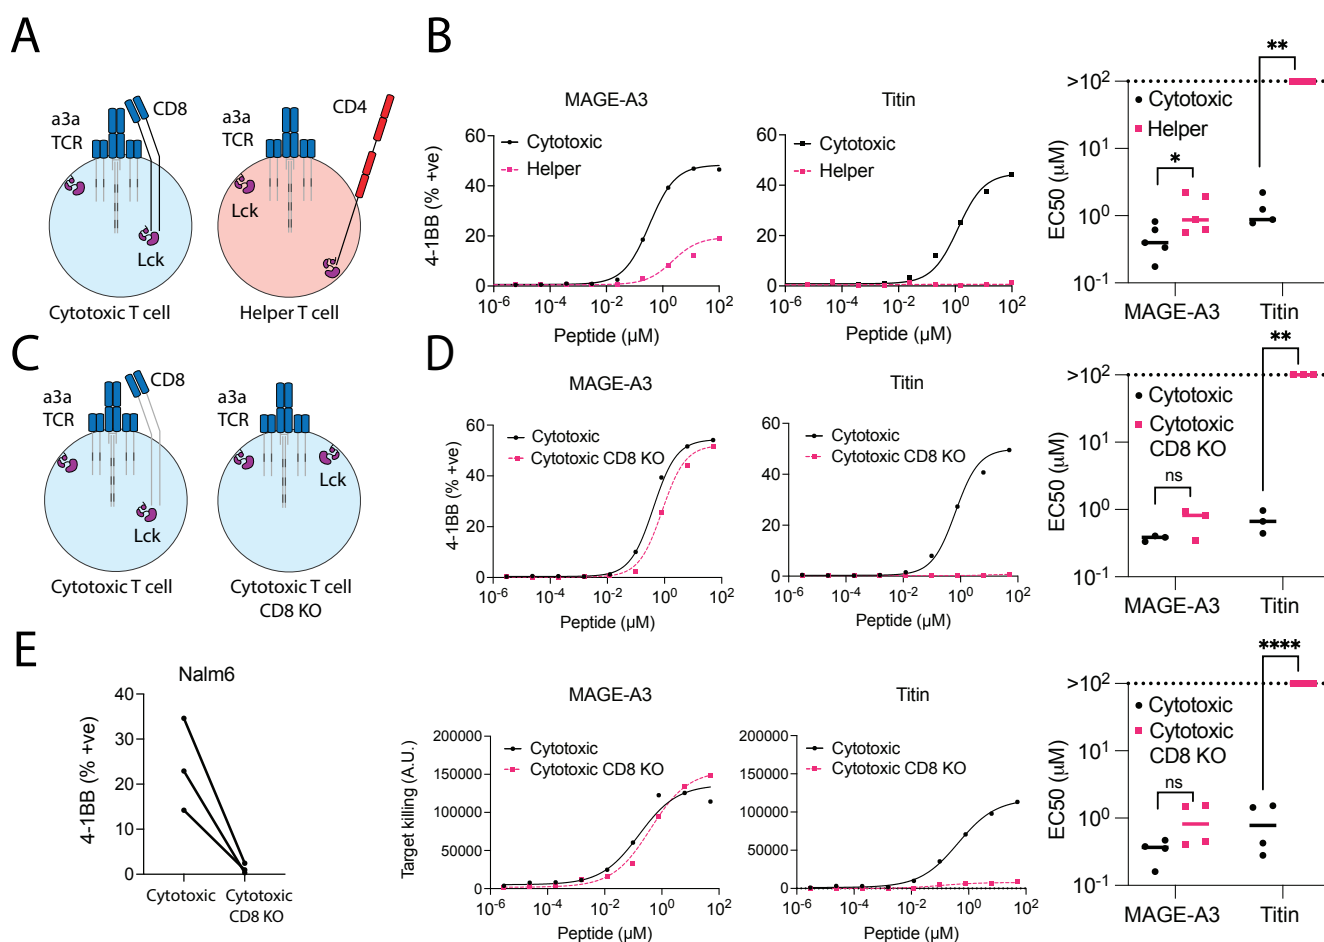 A
a3a
TCR
CD8
Lck
Cytotoxic T cell
a3a
TCR
CD4
Lck
Helper T cell
B
MAGE-A3
4-1BB (% +ve)
60
40
20
0
Cytotoxic
Helper
10-6
10-4
10-2
100
102
Peptide (µM)
Titin
60
40
20
0
Cytotoxic
Helper
10-6
10-4
10-2
100
102
Peptide (µM)
EC50 (µM)
>102
100
10-1
Cytotoxic
Helper
*
**
MAGE-A3
Titin
C
a3a
TCR
CD8
Lck
Cytotoxic T cell
a3a
TCR
Lck
Cytotoxic T cell
CD8 KO
D
MAGE-A3
4-1BB (% +ve)
60
40
20
0
Cytotoxic
Cytotoxic CD8 KO
10-6
10-4
10-2
100
102
Peptide (µM)
Titin
60
40
20
0
Cytotoxic
Cytotoxic CD8 KO
10-6
10-4
10-2
100
102
Peptide (µM)
EC50 (µM)
>102
101
100
10-1
Cytotoxic
Cytotoxic
CD8 KO
ns
**
MAGE-A3
Titin
E
Nalm6
4-1BB (% +ve)
40
30
20
10
0
Cytotoxic
Cytotoxic
CD8 KO
MAGE-A3
Target killing (A.U.)
200000
150000
100000
50000
0
Cytotoxic
Cytotoxic CD8 KO
10-6
10-4
10-2
100
102
Peptide (µM)
Titin
200000
150000
100000
50000
0
Cytotoxic
Cytotoxic CD8 KO
10-6
10-4
10-2
100
102
Peptide (µM)
EC50 (µM)
>102
101
100
10-1
Cytotoxic
Cytotoxic
CD8 KO
ns
****
MAGE-A3
Titin